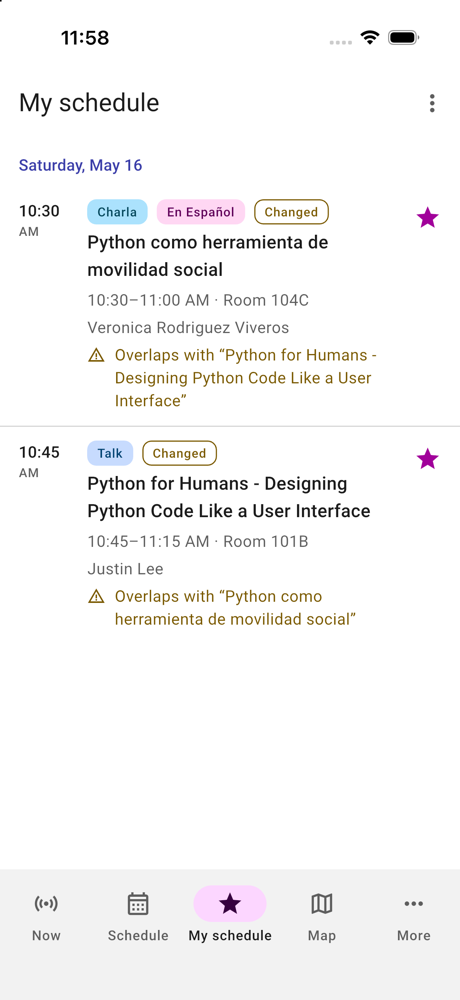 11:58
My schedule
Saturday, May 16
10:30
AM
Charla
En Español
Changed
Python como herramienta de
movilidad social
10:30–11:00 AM · Room 104C
Veronica Rodriguez Viveros
Overlaps with “Python for Humans -
Designing Python Code Like a User
Interface”
10:45
AM
Talk
Changed
Python for Humans - Designing
Python Code Like a User Interface
10:45–11:15 AM · Room 101B
Justin Lee
Overlaps with “Python como
herramienta de movilidad social”
Now
Schedule
My schedule
Map
More